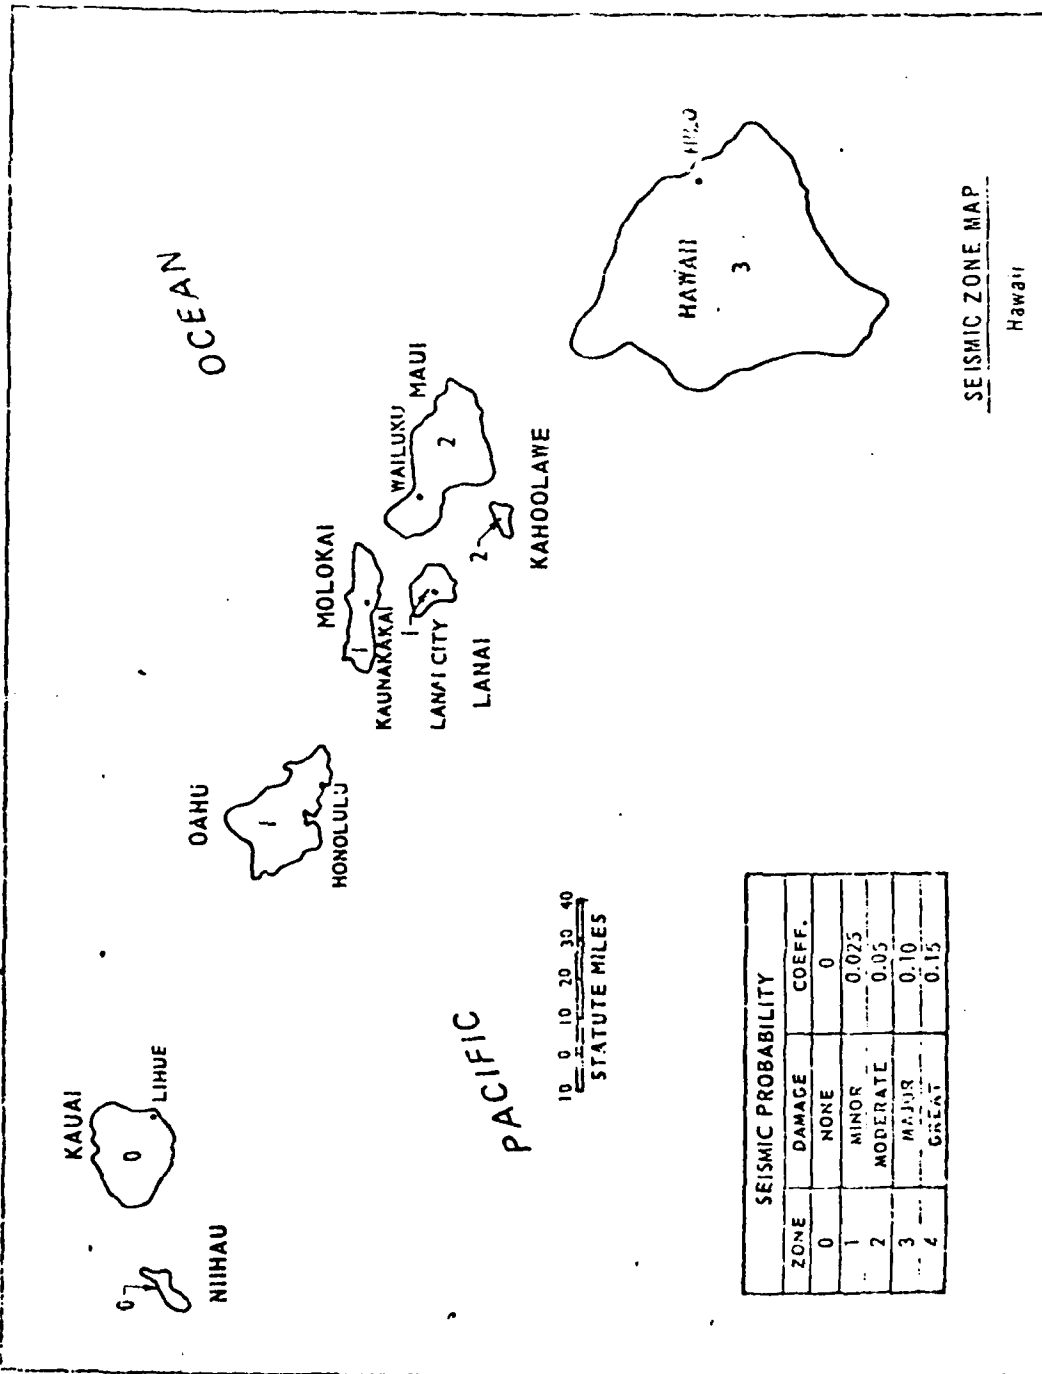 OCEAN
KAUAI
0
LIHUE
0
NIIHAU
OAHU
1
HONOLULU
MOLOKAI
1
KAUNAKAKAI
1
LANAI CITY
LANAI
WAILUKU
MAUI
2
2
KAHOOLAWE
HAWAII
3
HILO
PACIFIC
10 0 10 20 30 40
STATUTE MILES
SEISMIC PROBABILITY
ZONE DAMAGE COEFF.
0 NONE 0
1 MINOR 0.025
2 MODERATE 0.05
3 MAJOR 0.10
4 GREAT 0.15
SEISMIC ZONE MAP
Hawaii